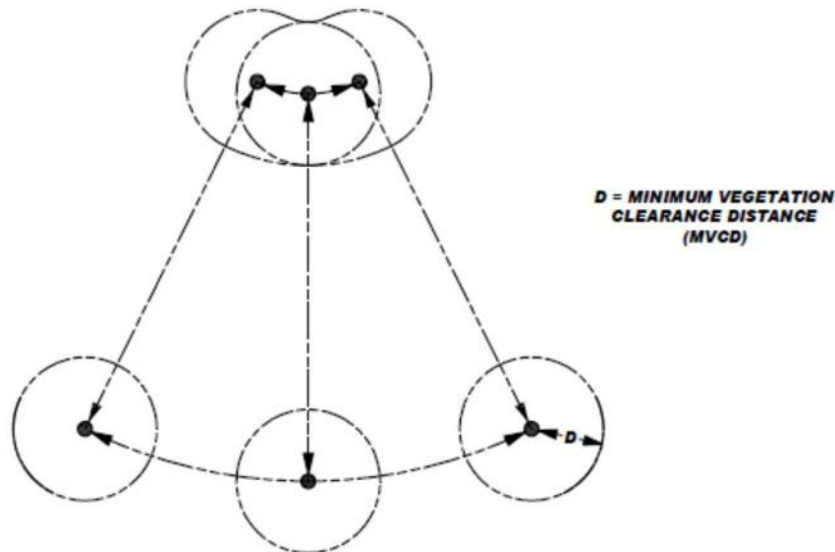 D = MINIMUM VEGETATION
CLEARANCE DISTANCE
(MVCD)
D